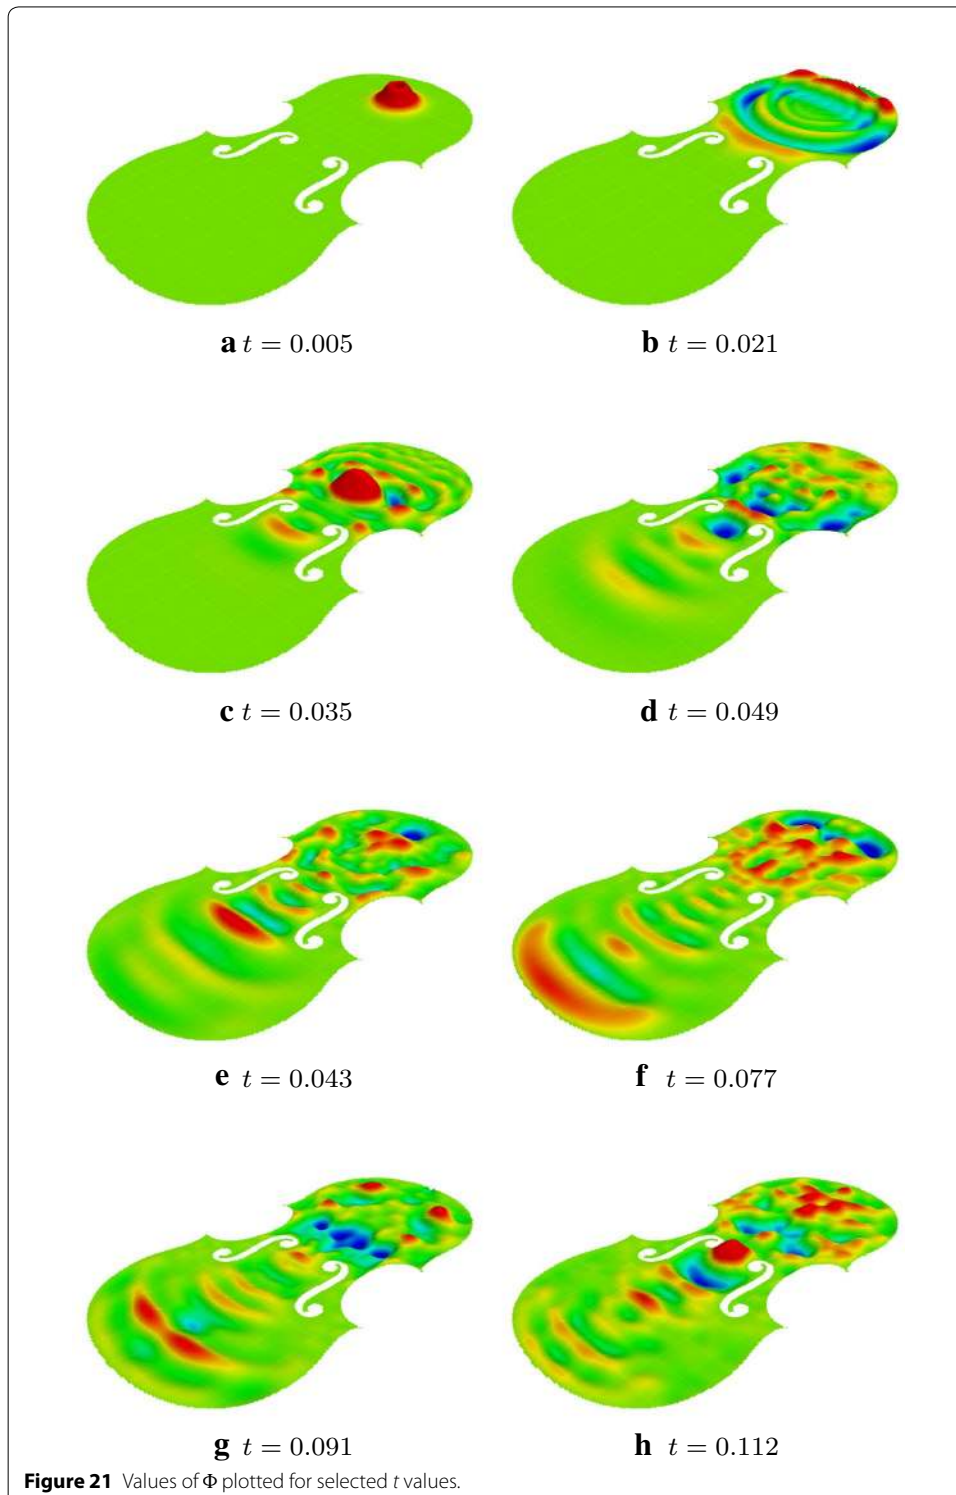 a t = 0.005
b t = 0.021
c t = 0.035
d t = 0.049
e t = 0.043
f t = 0.077
g t = 0.091
h t = 0.112
Figure 21 Values of Φ plotted for selected t values.